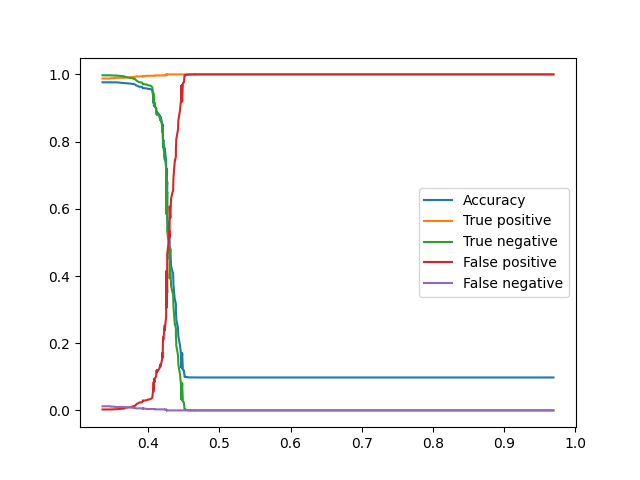 1.0
0.8
0.6
0.4
0.2
0.0
0.4 0.5 0.6 0.7 0.8 0.9 1.0
Accuracy
True positive
True negative
False positive
False negative